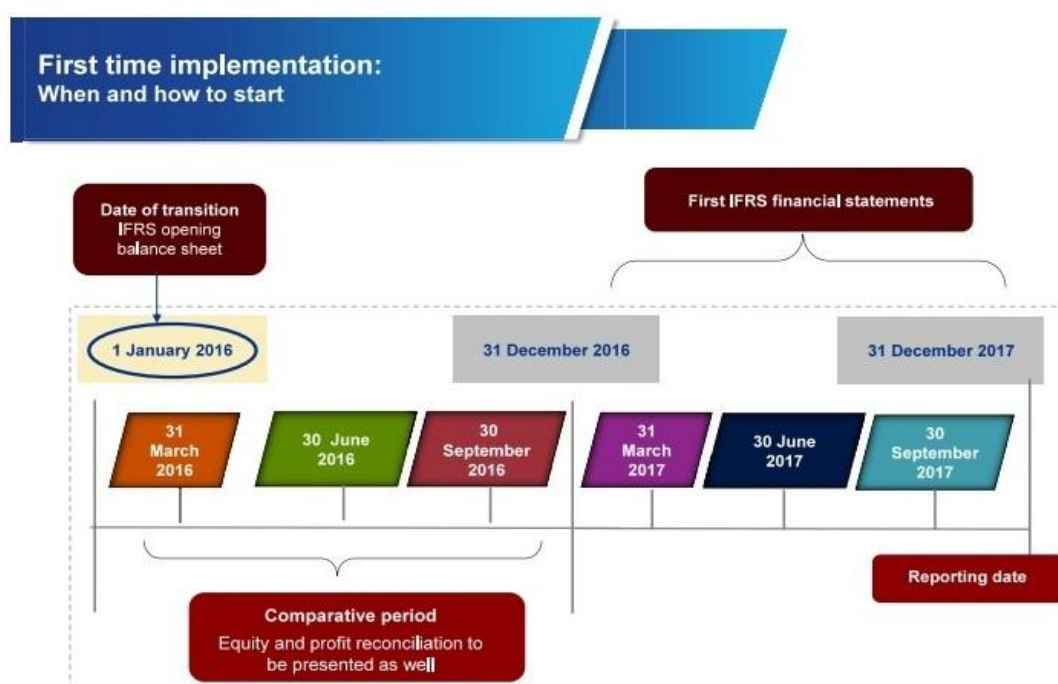 First time implementation:
When and how to start
Date of transition
IFRS opening
balance sheet
First IFRS financial statements
1 January 2016
31 December 2016
31 December 2017
31
March
2016
30 June
2016
30
September
2016
31
March
2017
30 June
2017
30
September
2017
Reporting date
Comparative period
Equity and profit reconciliation to
be presented as well